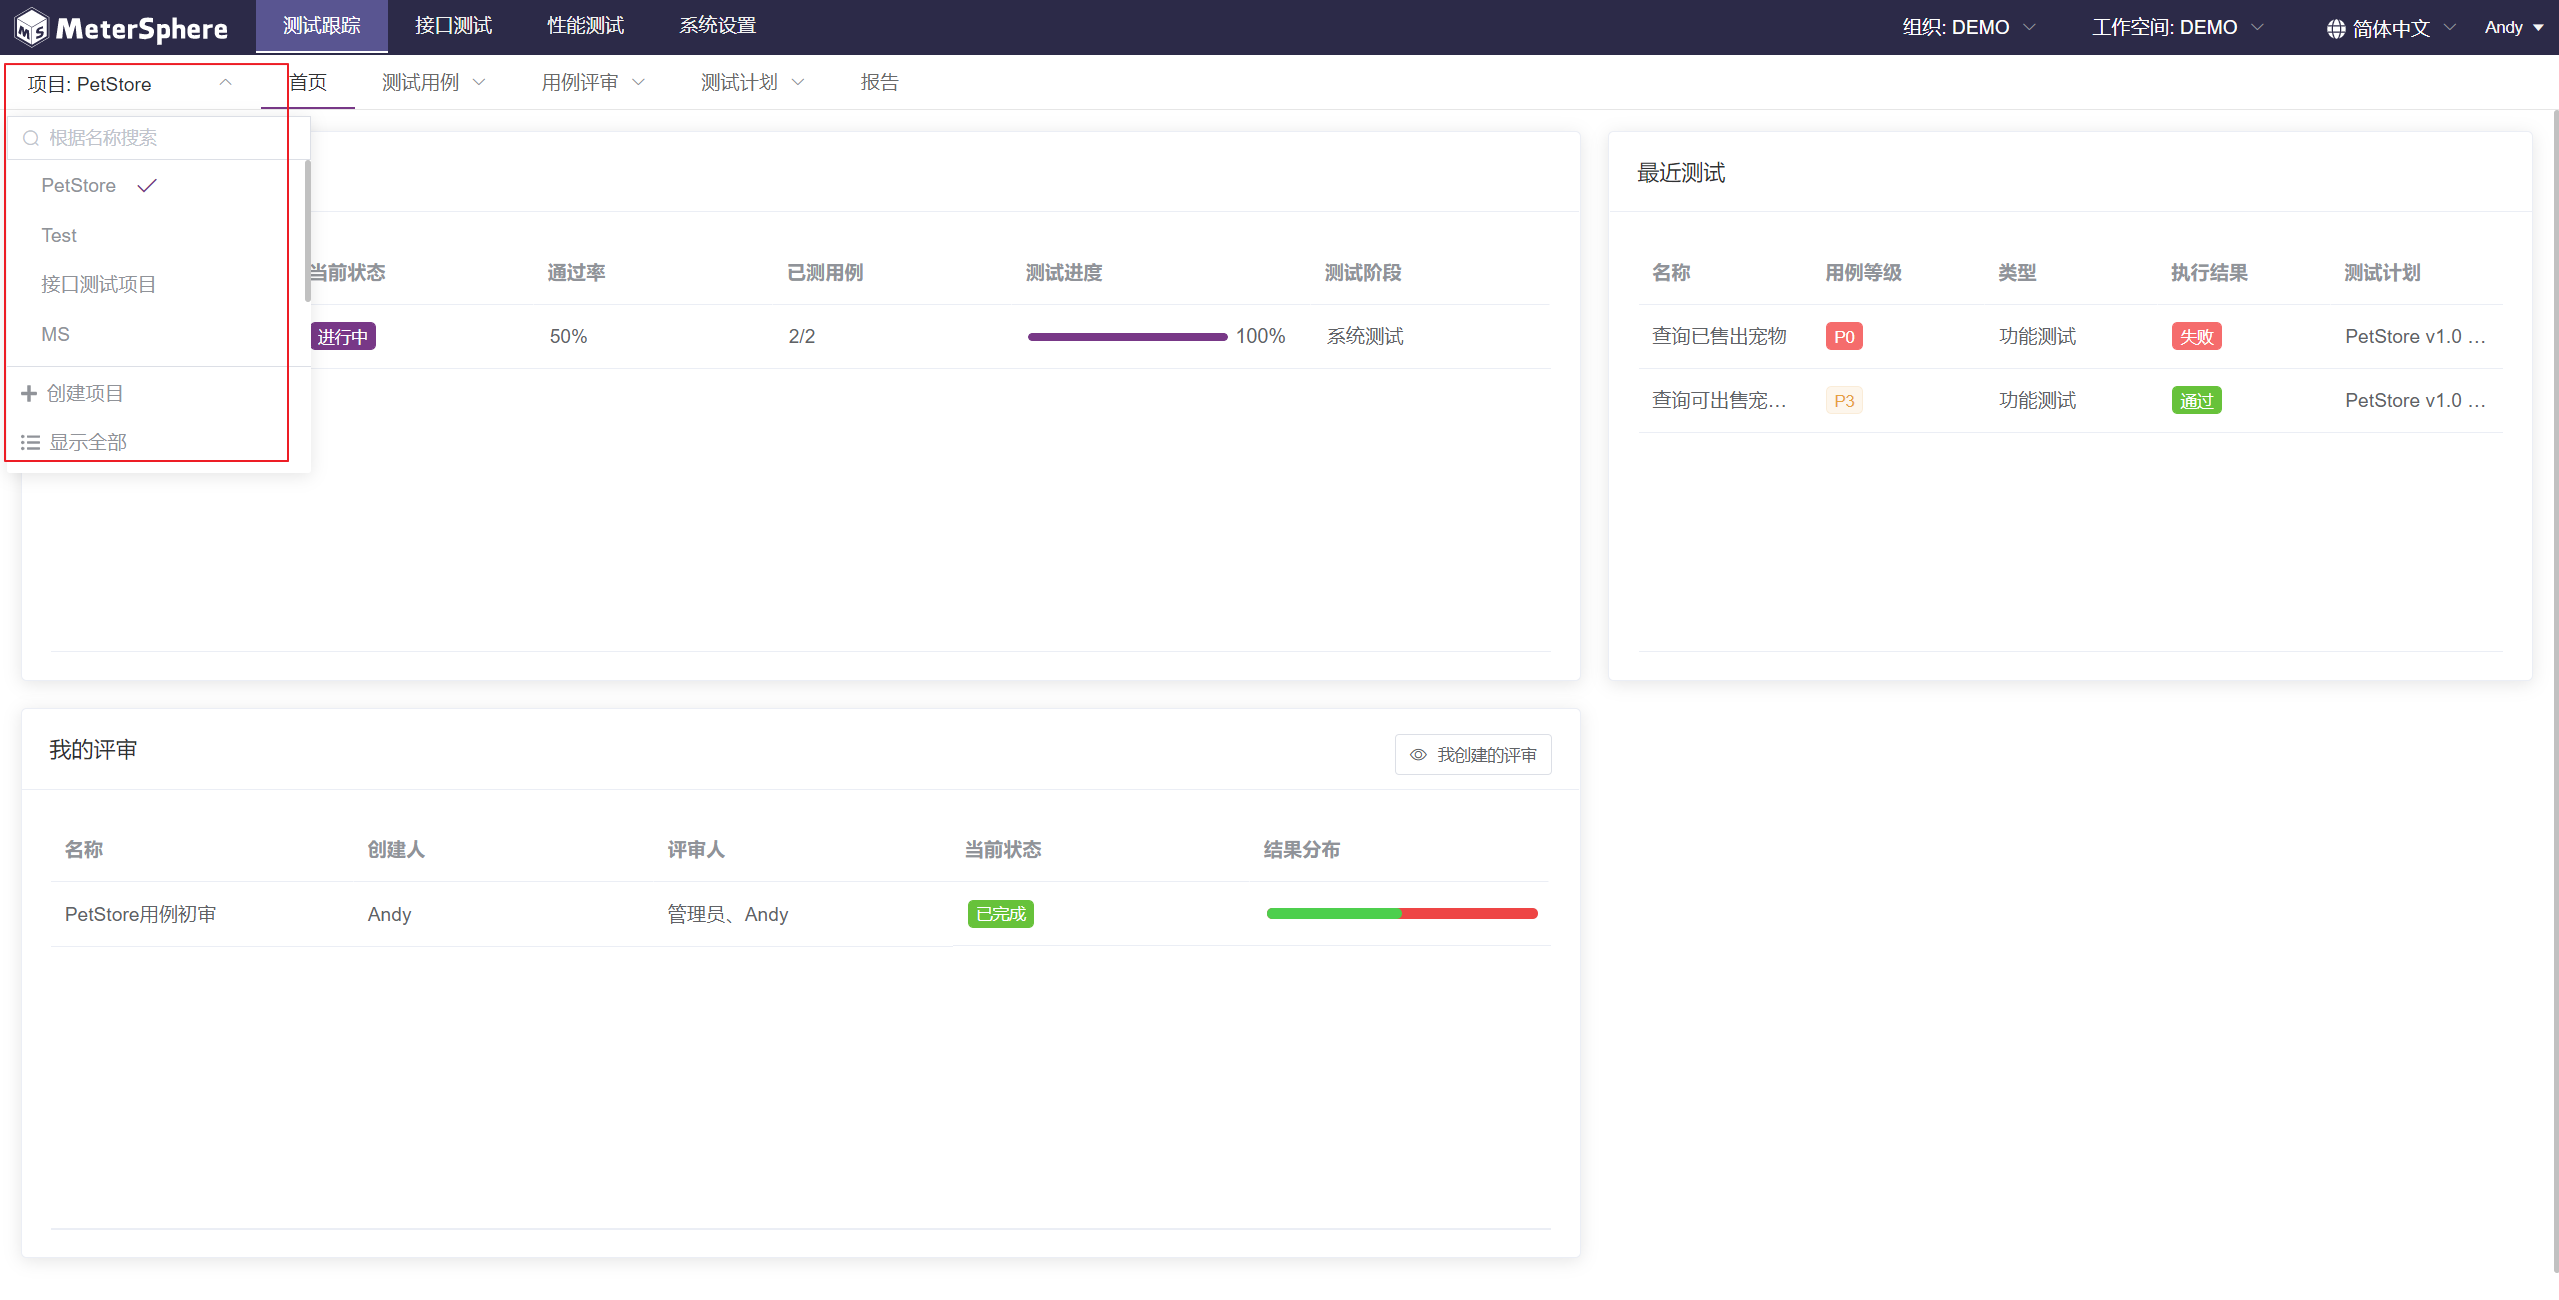 MeterSphere 测试跟踪 接口测试 性能测试 系统设置 组织: DEMO 工作空间: DEMO 简体中文 Andy
项目: PetStore 首页 测试用例 用例评审 测试计划 报告
根据名称搜索
PetStore
Test
接口测试项目
MS
创建项目
显示全部
当前状态 通过率 已测用例 测试进度 测试阶段
进行中 50% 2/2 100% 系统测试
最近测试
名称 用例等级 类型 执行结果 测试计划
查询已售出宠物 P0 功能测试 失败 PetStore v1.0 ...
查询可出售宠... P3 功能测试 通过 PetStore v1.0 ...
我的评审 我创建的评审
名称 创建人 评审人 当前状态 结果分布
PetStore用例初审 Andy 管理员、Andy 已完成